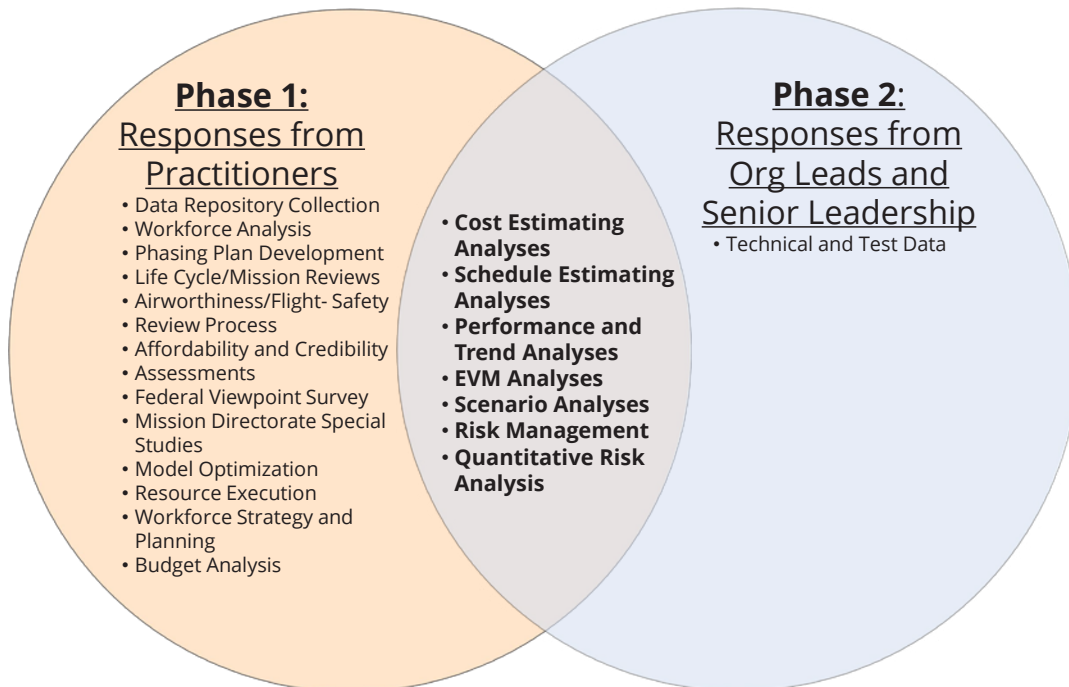 Phase 1:
Responses from
Practitioners
• Data Repository Collection
• Workforce Analysis
• Phasing Plan Development
• Life Cycle/Mission Reviews
• Airworthiness/Flight- Safety
• Review Process
• Affordability and Credibility
• Assessments
• Federal Viewpoint Survey
• Mission Directorate Special
Studies
• Model Optimization
• Resource Execution
• Workforce Strategy and
Planning
• Budget Analysis
• Cost Estimating
Analyses
• Schedule Estimating
Analyses
• Performance and
Trend Analyses
• EVM Analyses
• Scenario Analyses
• Risk Management
• Quantitative Risk
Analysis
Phase 2:
Responses from
Org Leads and
Senior Leadership
• Technical and Test Data